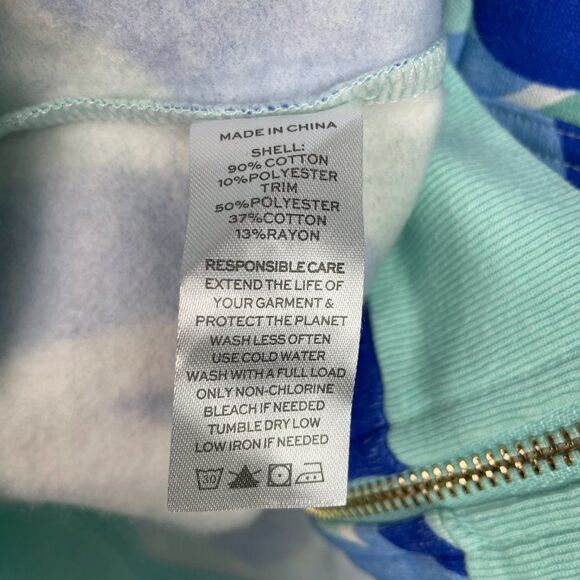 MADE IN CHINA
SHELL:
90% COTTON
10%POLYESTER
TRIM
50%POLYESTER
37%COTTON
13%RAYON
RESPONSIBLE CARE
EXTEND THE LIFE OF
YOUR GARMENT &
PROTECT THE PLANET
WASH LESS OFTEN
USE COLD WATER
WASH WITH A FULL LOAD
ONLY NON-CHLORINE
BLEACH IF NEEDED
TUMBLE DRY LOW
LOW IRON IF NEEDED
30